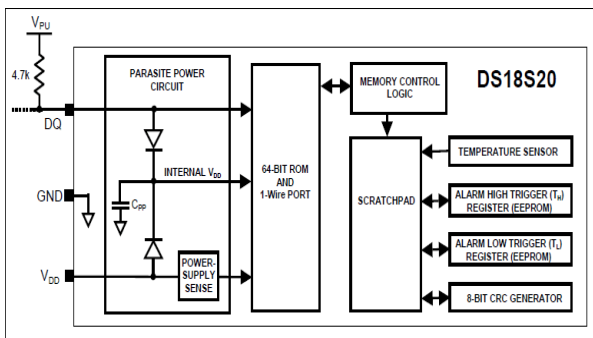 VPU
4.7k
DQ
GND
VDD
PARASITE POWER
CIRCUIT
INTERNAL VDD
CPP
POWER-
SUPPLY
SENSE
64-BIT ROM
AND
1-Wire PORT
MEMORY CONTROL
LOGIC
DS18S20
SCRATCHPAD
TEMPERATURE SENSOR
ALARM HIGH TRIGGER (TH)
REGISTER (EEPROM)
ALARM LOW TRIGGER (TL)
REGISTER (EEPROM)
8-BIT CRC GENERATOR